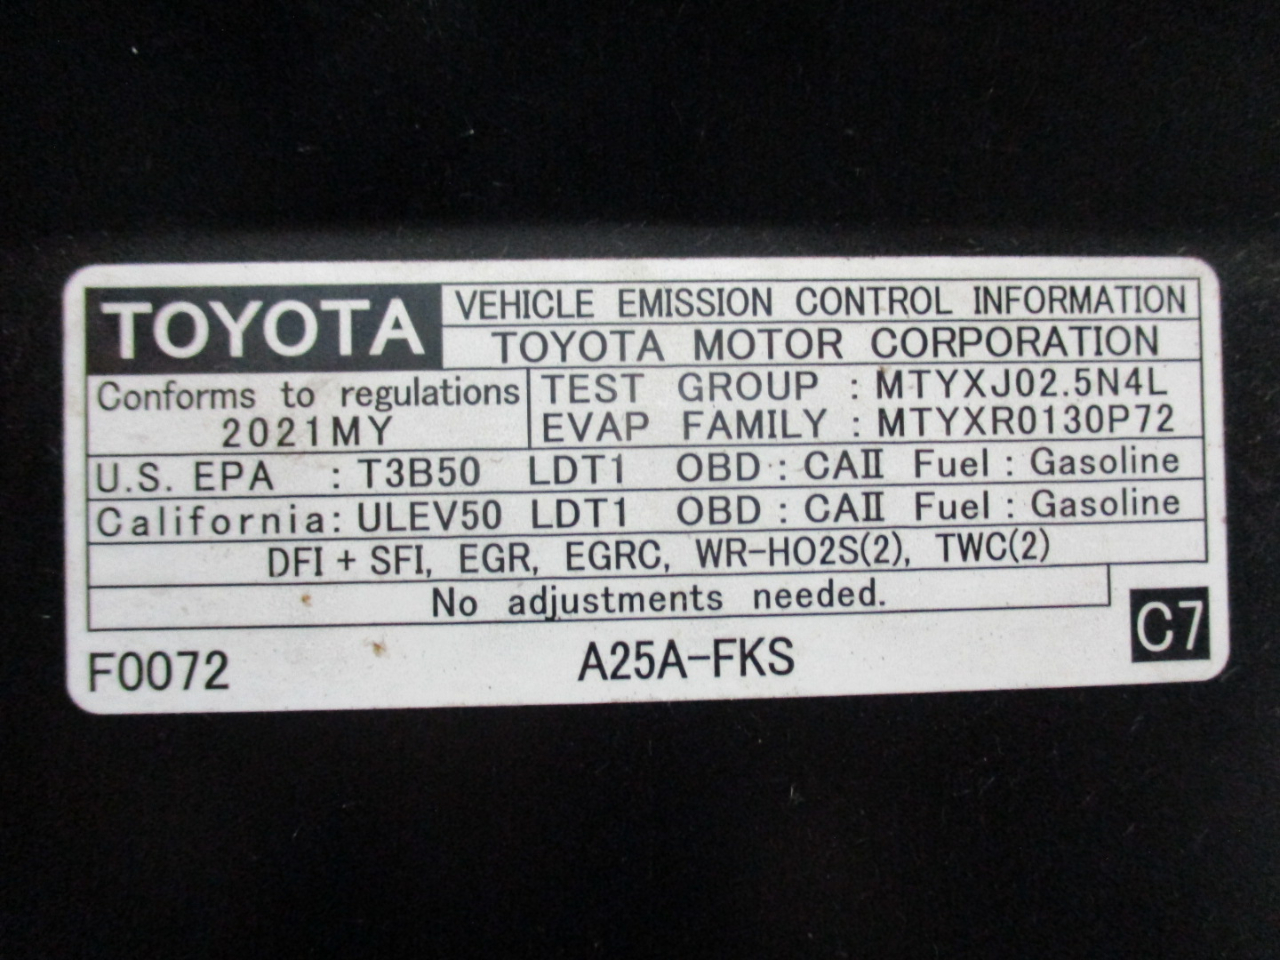 TOYOTA
VEHICLE EMISSION CONTROL INFORMATION
TOYOTA MOTOR CORPORATION
Conforms to regulations
2021MY
TEST GROUP : MTYXJ02.5N4L
EVAP FAMILY : MTYXR0130P72
U.S. EPA : T3B50 LDT1 OBD : CAⅡ Fuel : Gasoline
California: ULEV50 LDT1 OBD : CAⅡ Fuel : Gasoline
DFI + SFI, EGR, EGRC, WR-HO2S(2), TWC(2)
No adjustments needed.
C7
F0072
A25A-FKS